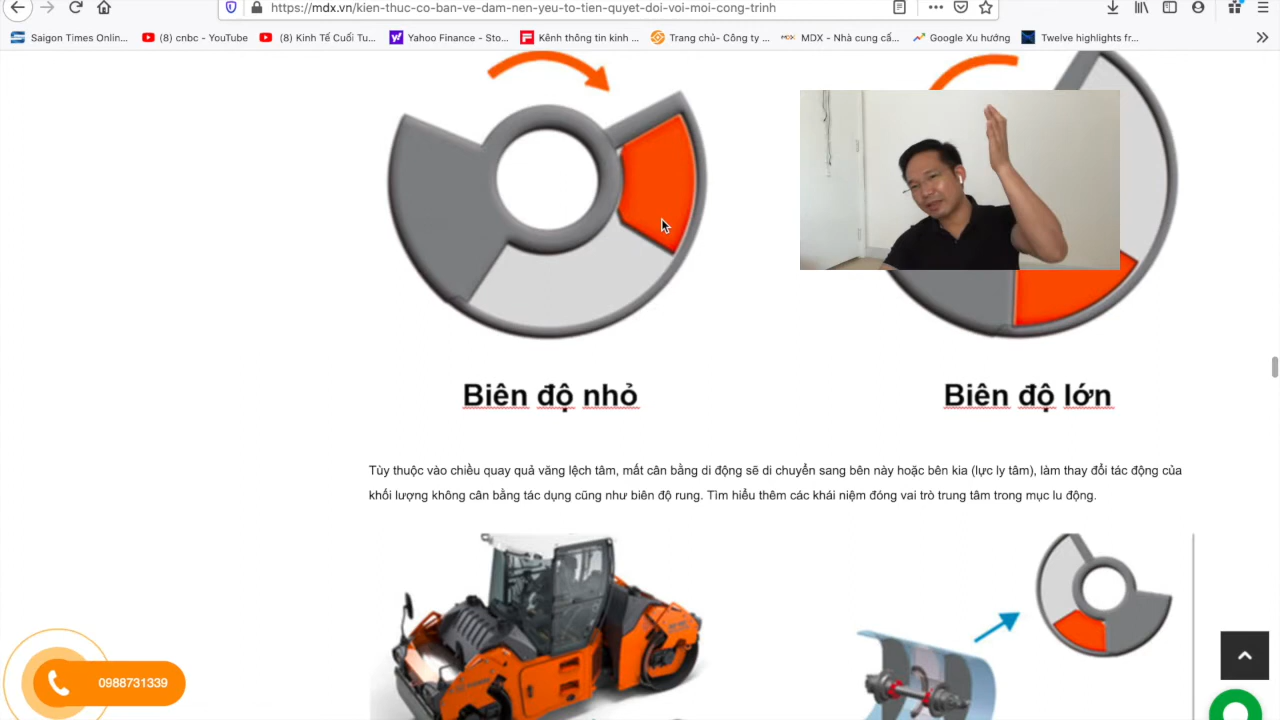 https://mdx.vn/kien-thuc-co-ban-ve-dam-nen-yeu-to-tien-quyet-doi-voi-moi-cong-trinh
Saigon Times Onlin...
(8) cnbc - YouTube
(8) Kinh Tế Cuối Tu...
Yahoo Finance - Sto...
Kênh thông tin kinh ...
Trang chủ- Công ty ...
MDX - Nhà cung cấ...
Google Xu hướng
Twelve highlights fr...
Biên độ nhỏ
Biên độ lớn
Tùy thuộc vào chiều quay quả văng lệch tâm, mất cân bằng di động sẽ di chuyển sang bên này hoặc bên kia (lực ly tâm), làm thay đổi tác động của
khối lượng không cân bằng tác dụng cũng như biên độ rung. Tìm hiểu thêm các khái niệm đóng vai trò trung tâm trong mục lu động.
0988731339